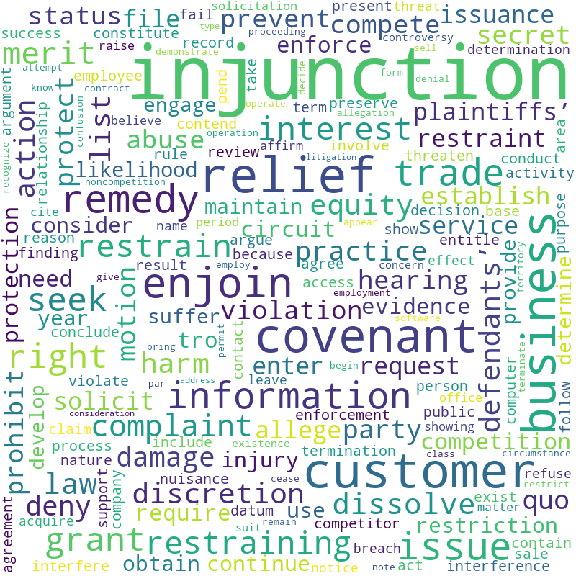 solicitation present threat
status file fail prevent compete issuance secret
success constitute type proceeding controversy sell determination
merit raise demonstrate record enforce decide
injunction
attempt employee pend take form denial
know contract engage term preserve allegation plaintiffs’
recognize argument action list protect confusion operate interest restraint area
relationship abuse believe contend operation review affirm involve threaten conduct activity
likelihood rule relief litigation trade
noncompetition remedy maintain equity establish
cite name period circuit decision base purpose
consider argue show service entitle
reason restrain because practice
finding result agree effect provide territory
protection need seek give employ enjoin access concern appear hearing determine
year motion suffer tro violation employment evidence defendants’ business
conclude bring contact covenant software computer terminate
right harm permit enter begin request follow
violate par address information leave person office
prohibit solicit consideration enforcement public
develop claim complaint allege party showing competition
process include existence termination class circumstance
nature support company damage injury cease customer refuse restrict
law nuisance discretion dissolve exist matter
deny datum use quo
acquire require competitor restriction contain
agreement grant restraining suit remain breach issue sale
interfere obtain continue notice note act interference